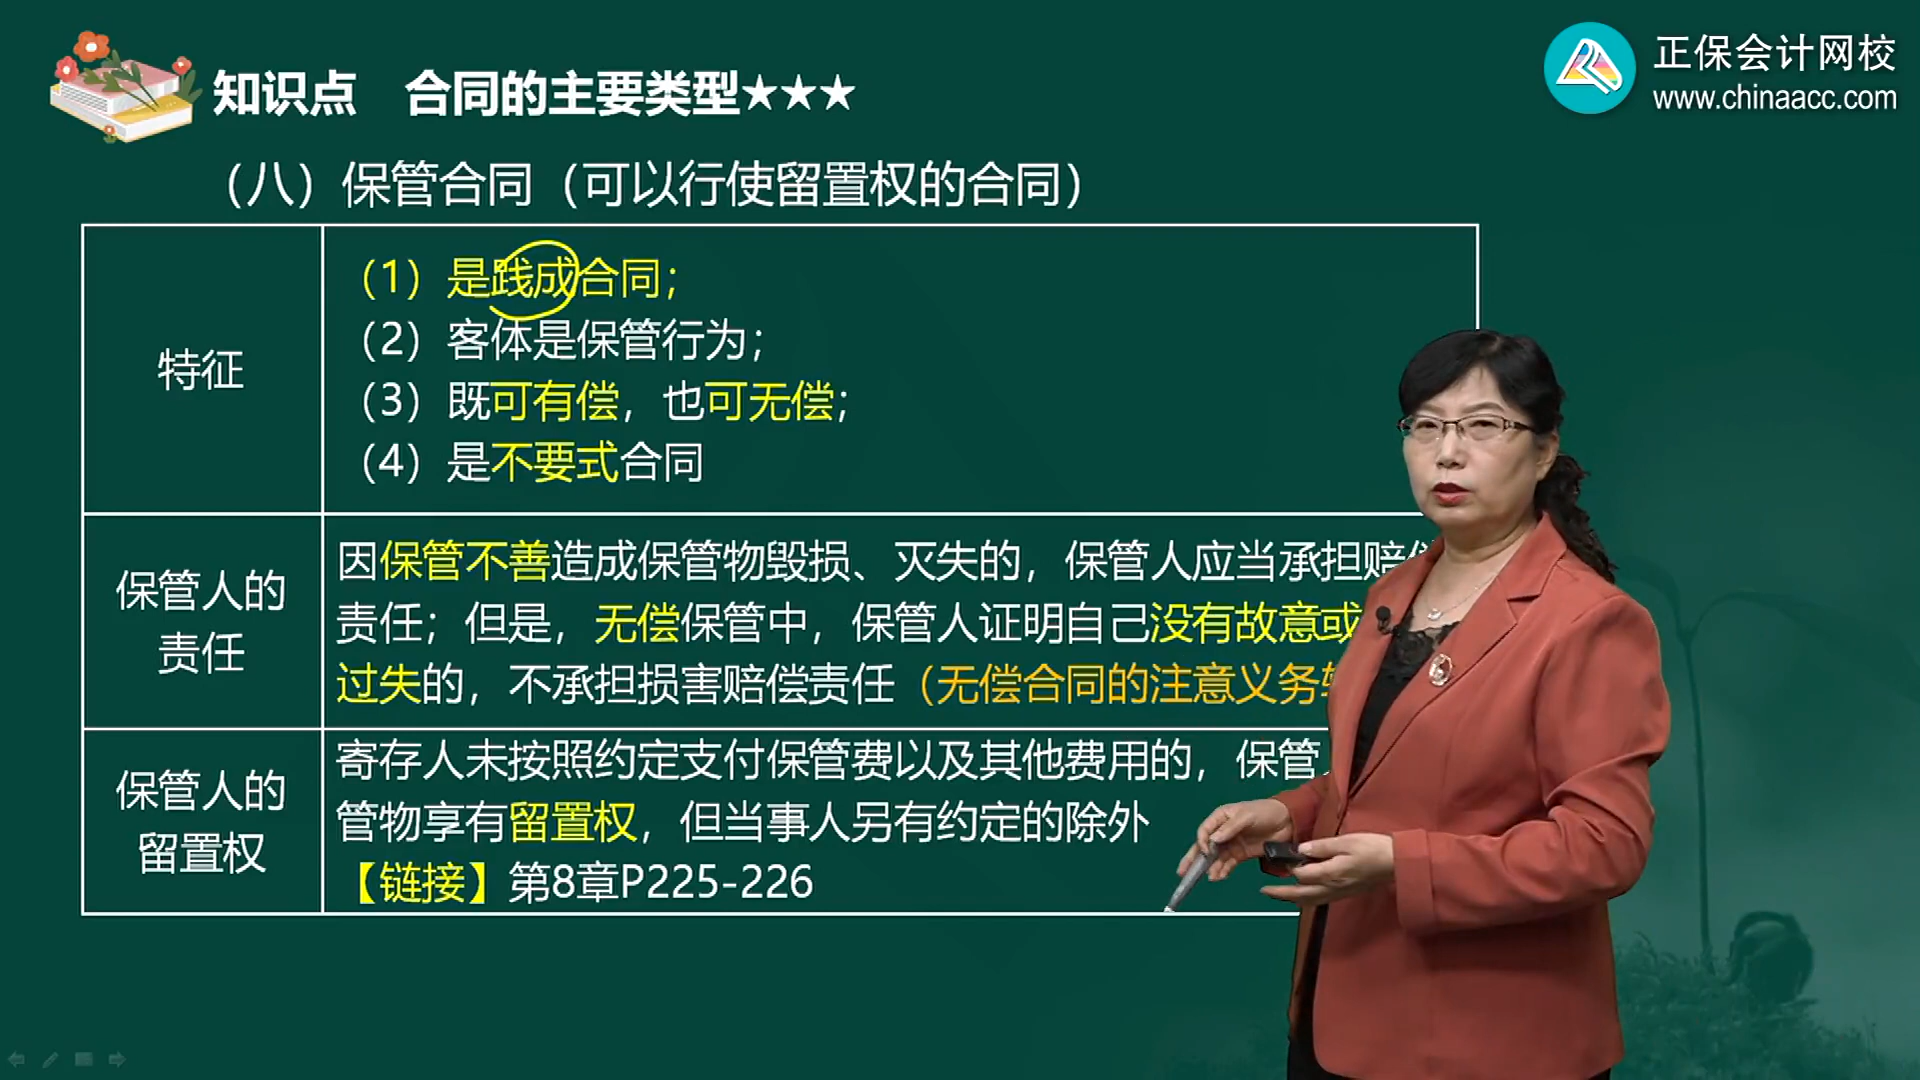 正保会计网校
www.chinaacc.com
知识点 合同的主要类型★★★
（八）保管合同（可以行使留置权的合同）
特征
（1）是践成合同；
（2）客体是保管行为；
（3）既可有偿，也可无偿；
（4）是不要式合同
保管人的
责任
因保管不善造成保管物毁损、灭失的，保管人应当承担赔
责任；但是，无偿保管中，保管人证明自己没有故意或
过失的，不承担损害赔偿责任（无偿合同的注意义务
保管人的
留置权
寄存人未按照约定支付保管费以及其他费用的，保管
管物享有留置权，但当事人另有约定的除外
【链接】第8章P225-226